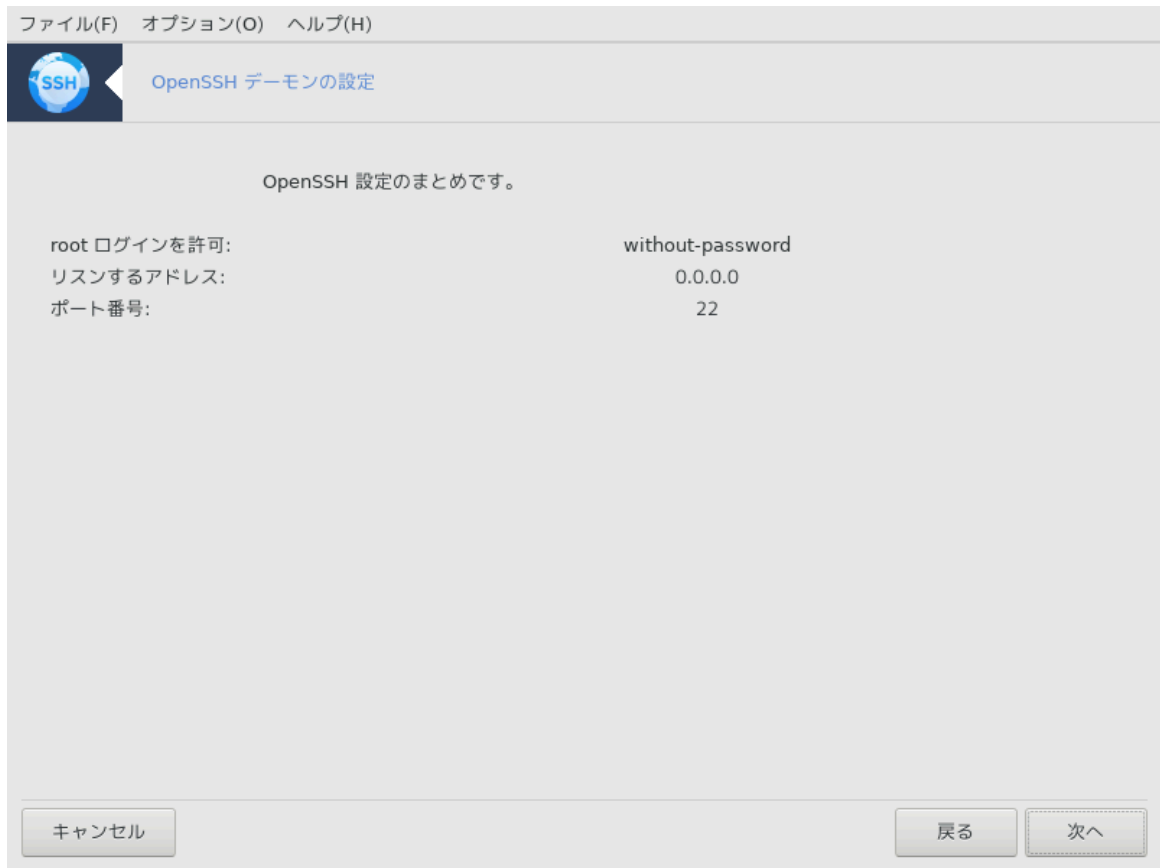 ファイル(F) オプション(O) ヘルプ(H)
SSH
OpenSSH デーモンの設定
OpenSSH 設定のまとめです。
root ログインを許可: without-password
リスンするアドレス: 0.0.0.0
ポート番号: 22
キャンセル 戻る 次へ